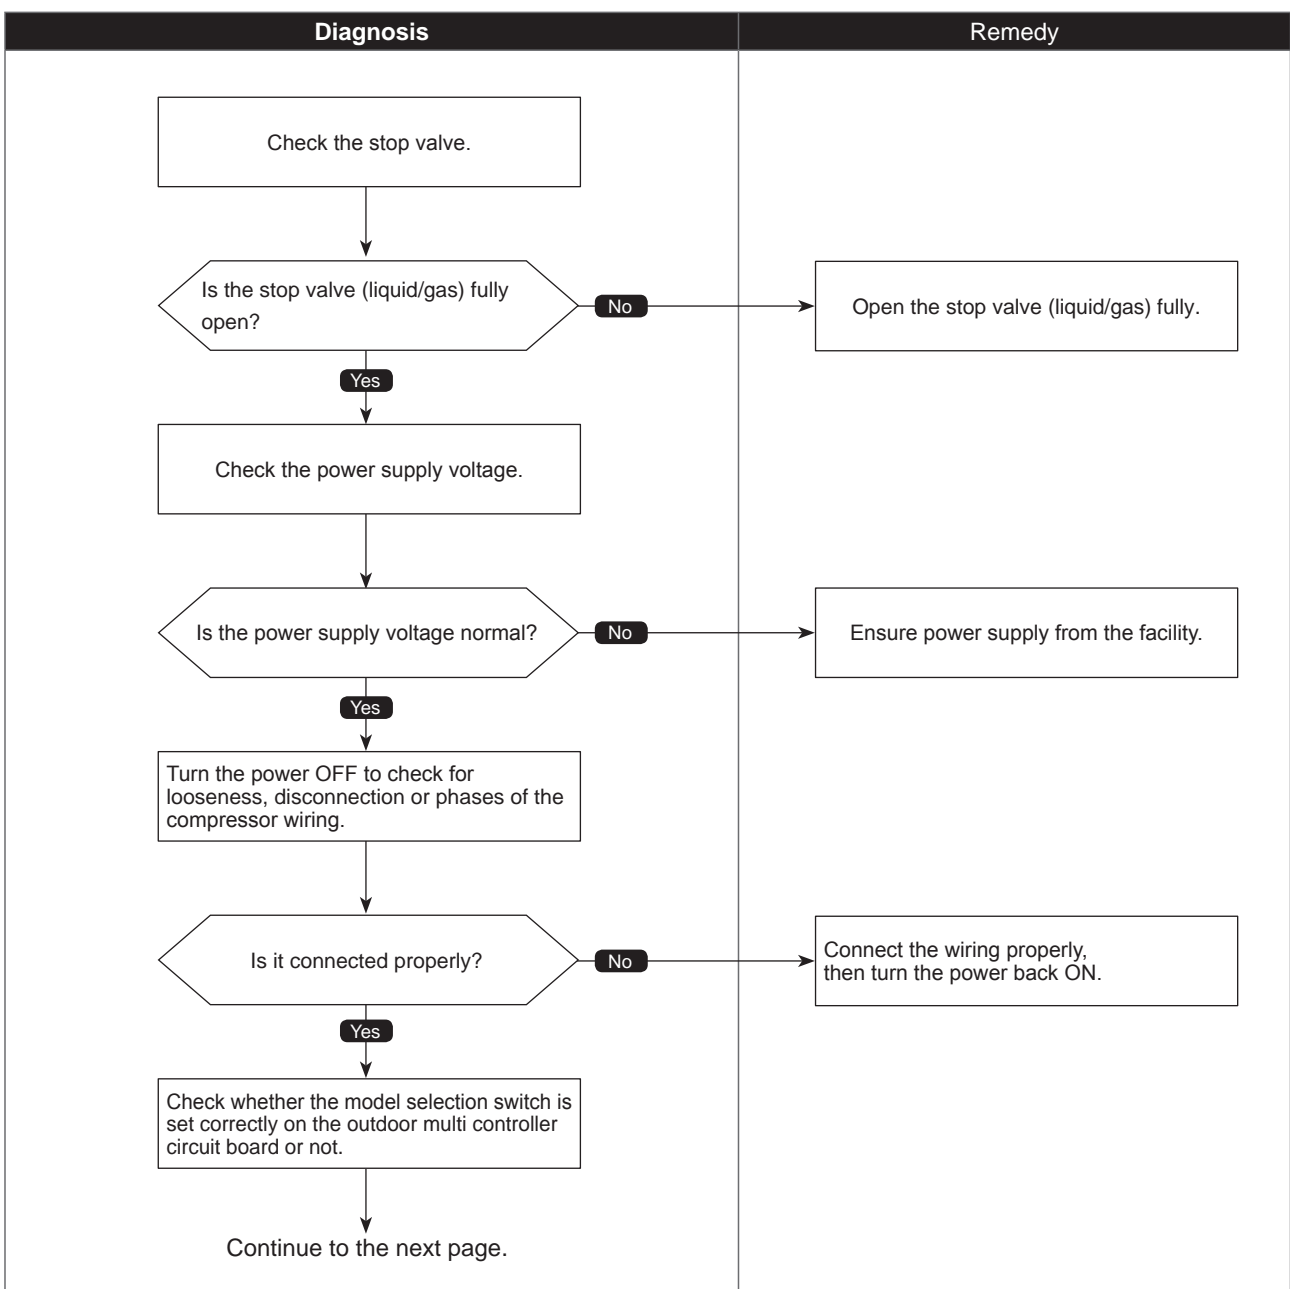 Diagnosis
Remedy
Check the stop valve.
Is the stop valve (liquid/gas) fully
open?
No
Open the stop valve (liquid/gas) fully.
Yes
Check the power supply voltage.
Is the power supply voltage normal?
No
Ensure power supply from the facility.
Yes
Turn the power OFF to check for
looseness, disconnection or phases of the
compressor wiring.
Is it connected properly?
No
Connect the wiring properly,
then turn the power back ON.
Yes
Check whether the model selection switch is
set correctly on the outdoor multi controller
circuit board or not.
Continue to the next page.